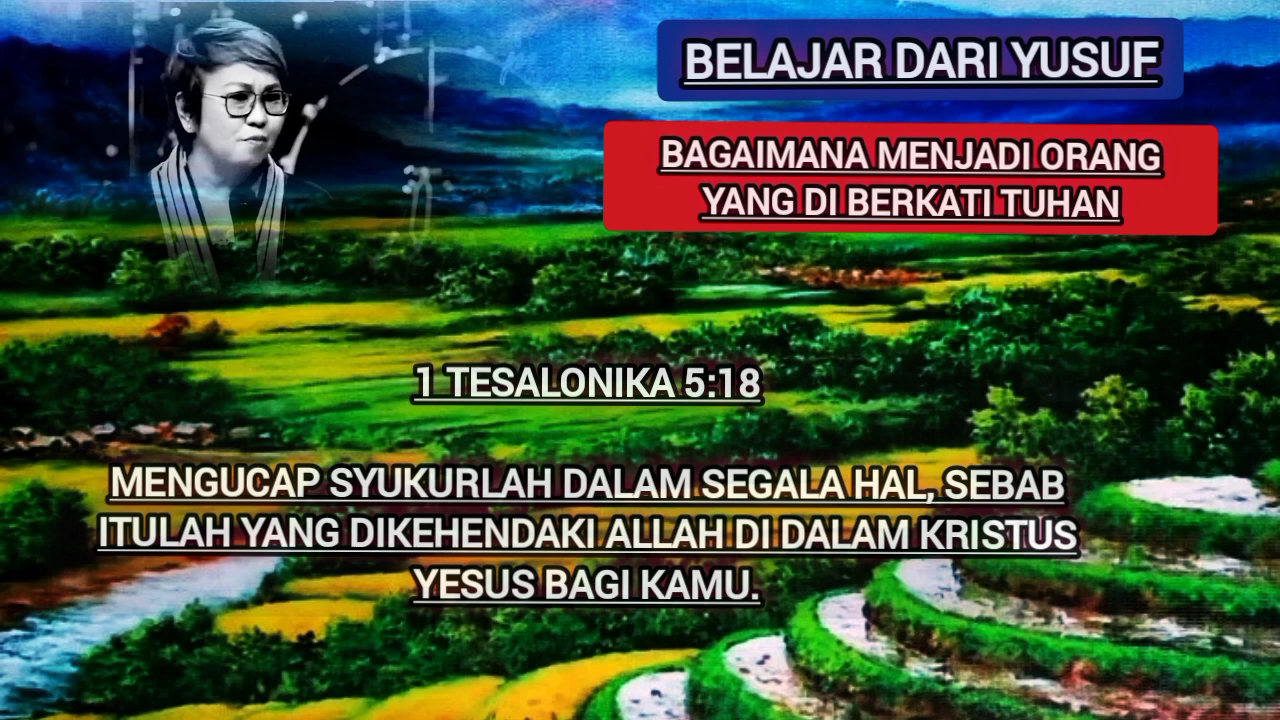 BELAJAR DARI YUSUF
BAGAIMANA MENJADI ORANG
YANG DI BERKATI TUHAN
1 TESALONIKA 5:18
MENGUCAP SYUKURLAH DALAM SEGALA HAL, SEBAB
ITULAH YANG DIKEHENDAKI ALLAH DI DALAM KRISTUS
YESUS BAGI KAMU.